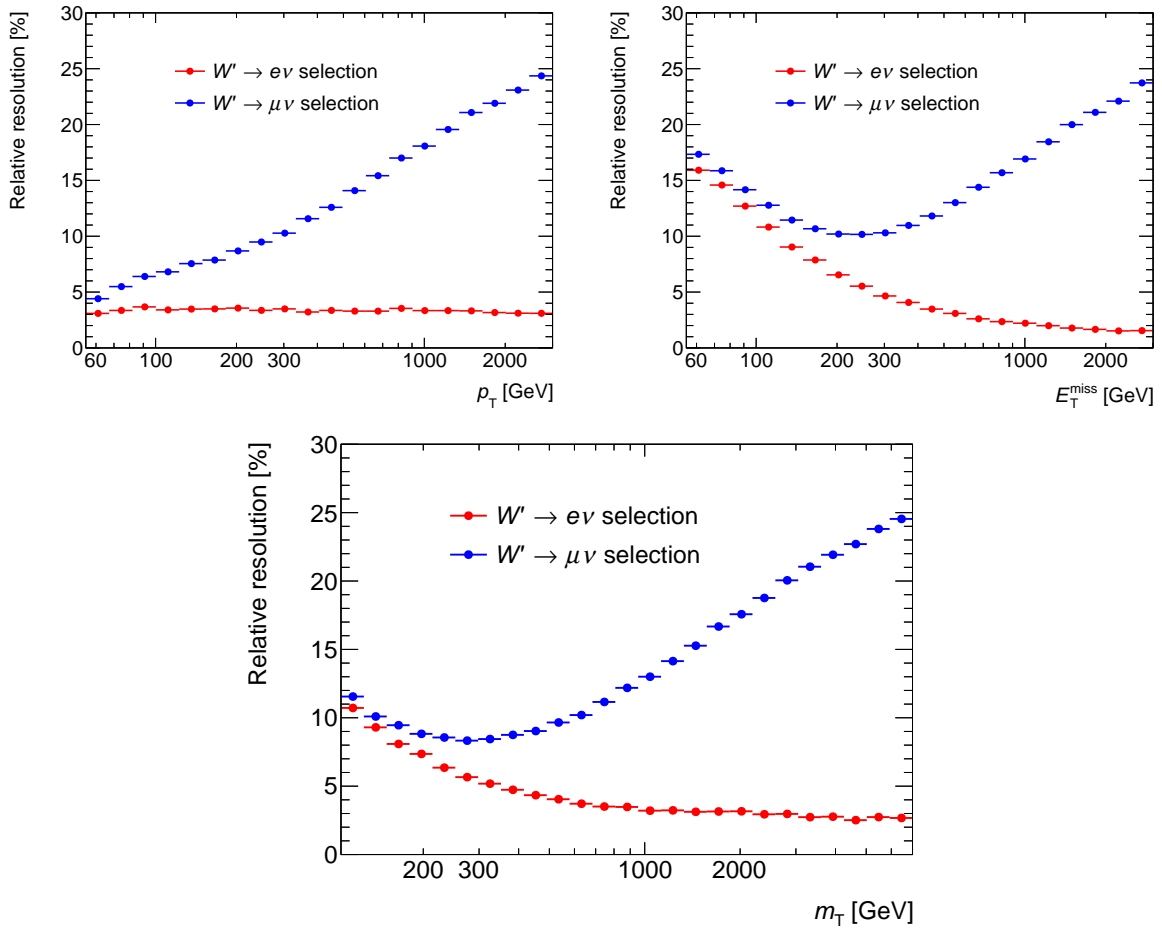 Relative resolution [%]
30
25
20
15
10
5
0
W′ → eν selection
W′ → μν selection
60 100 200 300 1000 2000
p_T [GeV]
Relative resolution [%]
30
25
20
15
10
5
0
W′ → eν selection
W′ → μν selection
60 100 200 300 1000 2000
E_T^miss [GeV]
Relative resolution [%]
30
25
20
15
10
5
0
W′ → eν selection
W′ → μν selection
200 300 1000 2000
m_T [GeV]